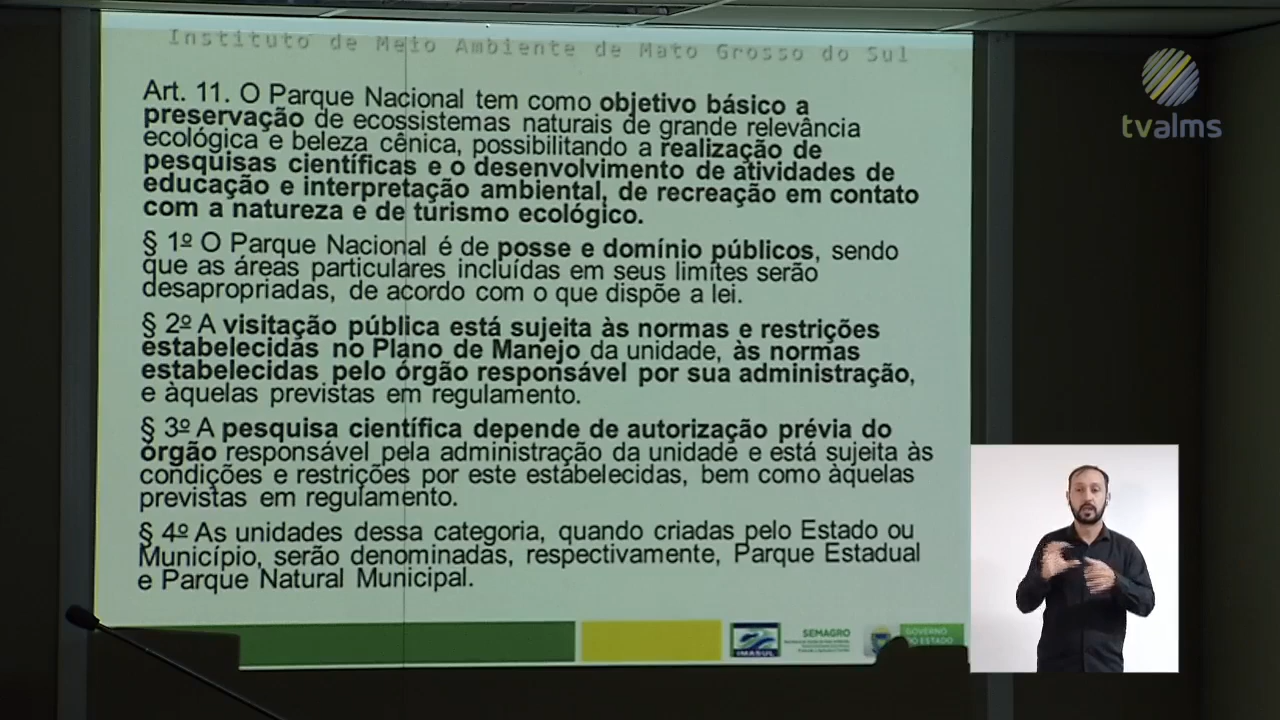 Instituto de Meio Ambiente de Mato Grosso do Sul
tvalms
Art. 11. O Parque Nacional tem como objetivo básico a
preservação de ecossistemas naturais de grande relevância
ecológica e beleza cênica, possibilitando a realização de
pesquisas científicas e o desenvolvimento de atividades de
educação e interpretação ambiental, de recreação em contato
com a natureza e de turismo ecológico.
§ 1º O Parque Nacional é de posse e domínio públicos, sendo
que as áreas particulares incluídas em seus limites serão
desapropriadas, de acordo com o que dispõe a lei.
§ 2º A visitação pública está sujeita às normas e restrições
estabelecidas no Plano de Manejo da unidade, às normas
estabelecidas pelo órgão responsável por sua administração,
e àquelas previstas em regulamento.
§ 3º A pesquisa científica depende de autorização prévia do
órgão responsável pela administração da unidade e está sujeita às
condições e restrições por este estabelecidas, bem como àquelas
previstas em regulamento.
§ 4º As unidades dessa categoria, quando criadas pelo Estado ou
Município, serão denominadas, respectivamente, Parque Estadual
e Parque Natural Municipal.
IMASUL
SEMAGRO
GOVERNO
DO ESTADO